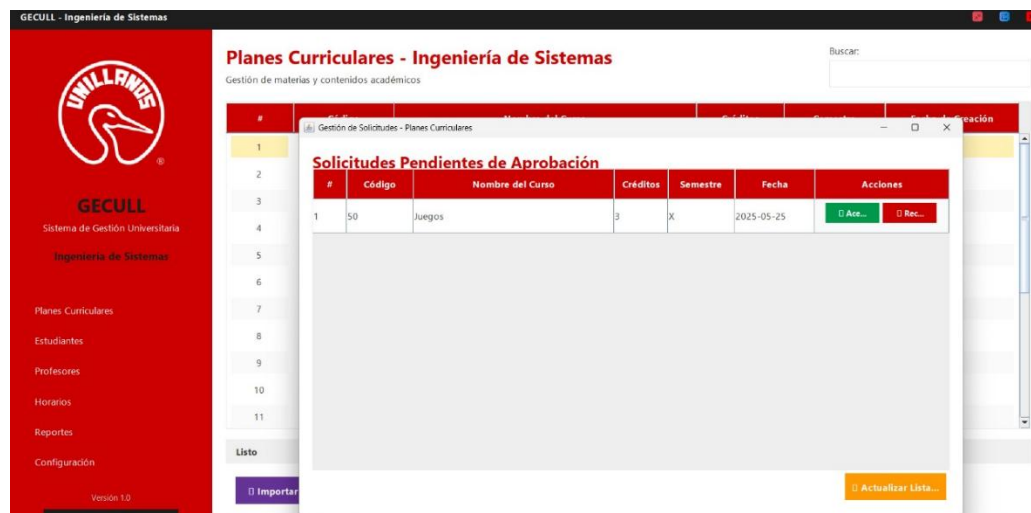 GECULL - Ingeniería de Sistemas
UNILLANOS
®
GECULL
Sistema de Gestión Universitaria
Ingeniería de Sistemas
Planes Curriculares
Estudiantes
Profesores
Horarios
Reportes
Configuración
Versión 1.0
Planes Curriculares - Ingeniería de Sistemas
Gestión de materias y contenidos académicos
Buscar:
#
1
2
3
4
5
6
7
8
9
10
11
Listo
Importar
Gestión de Solicitudes - Planes Curriculares
Solicitudes Pendientes de Aprobación
# Código Nombre del Curso Créditos Semestre Fecha Acciones
1 50 Juegos 3 X 2025-05-25 Ace... Rec...
Actualizar Lista...